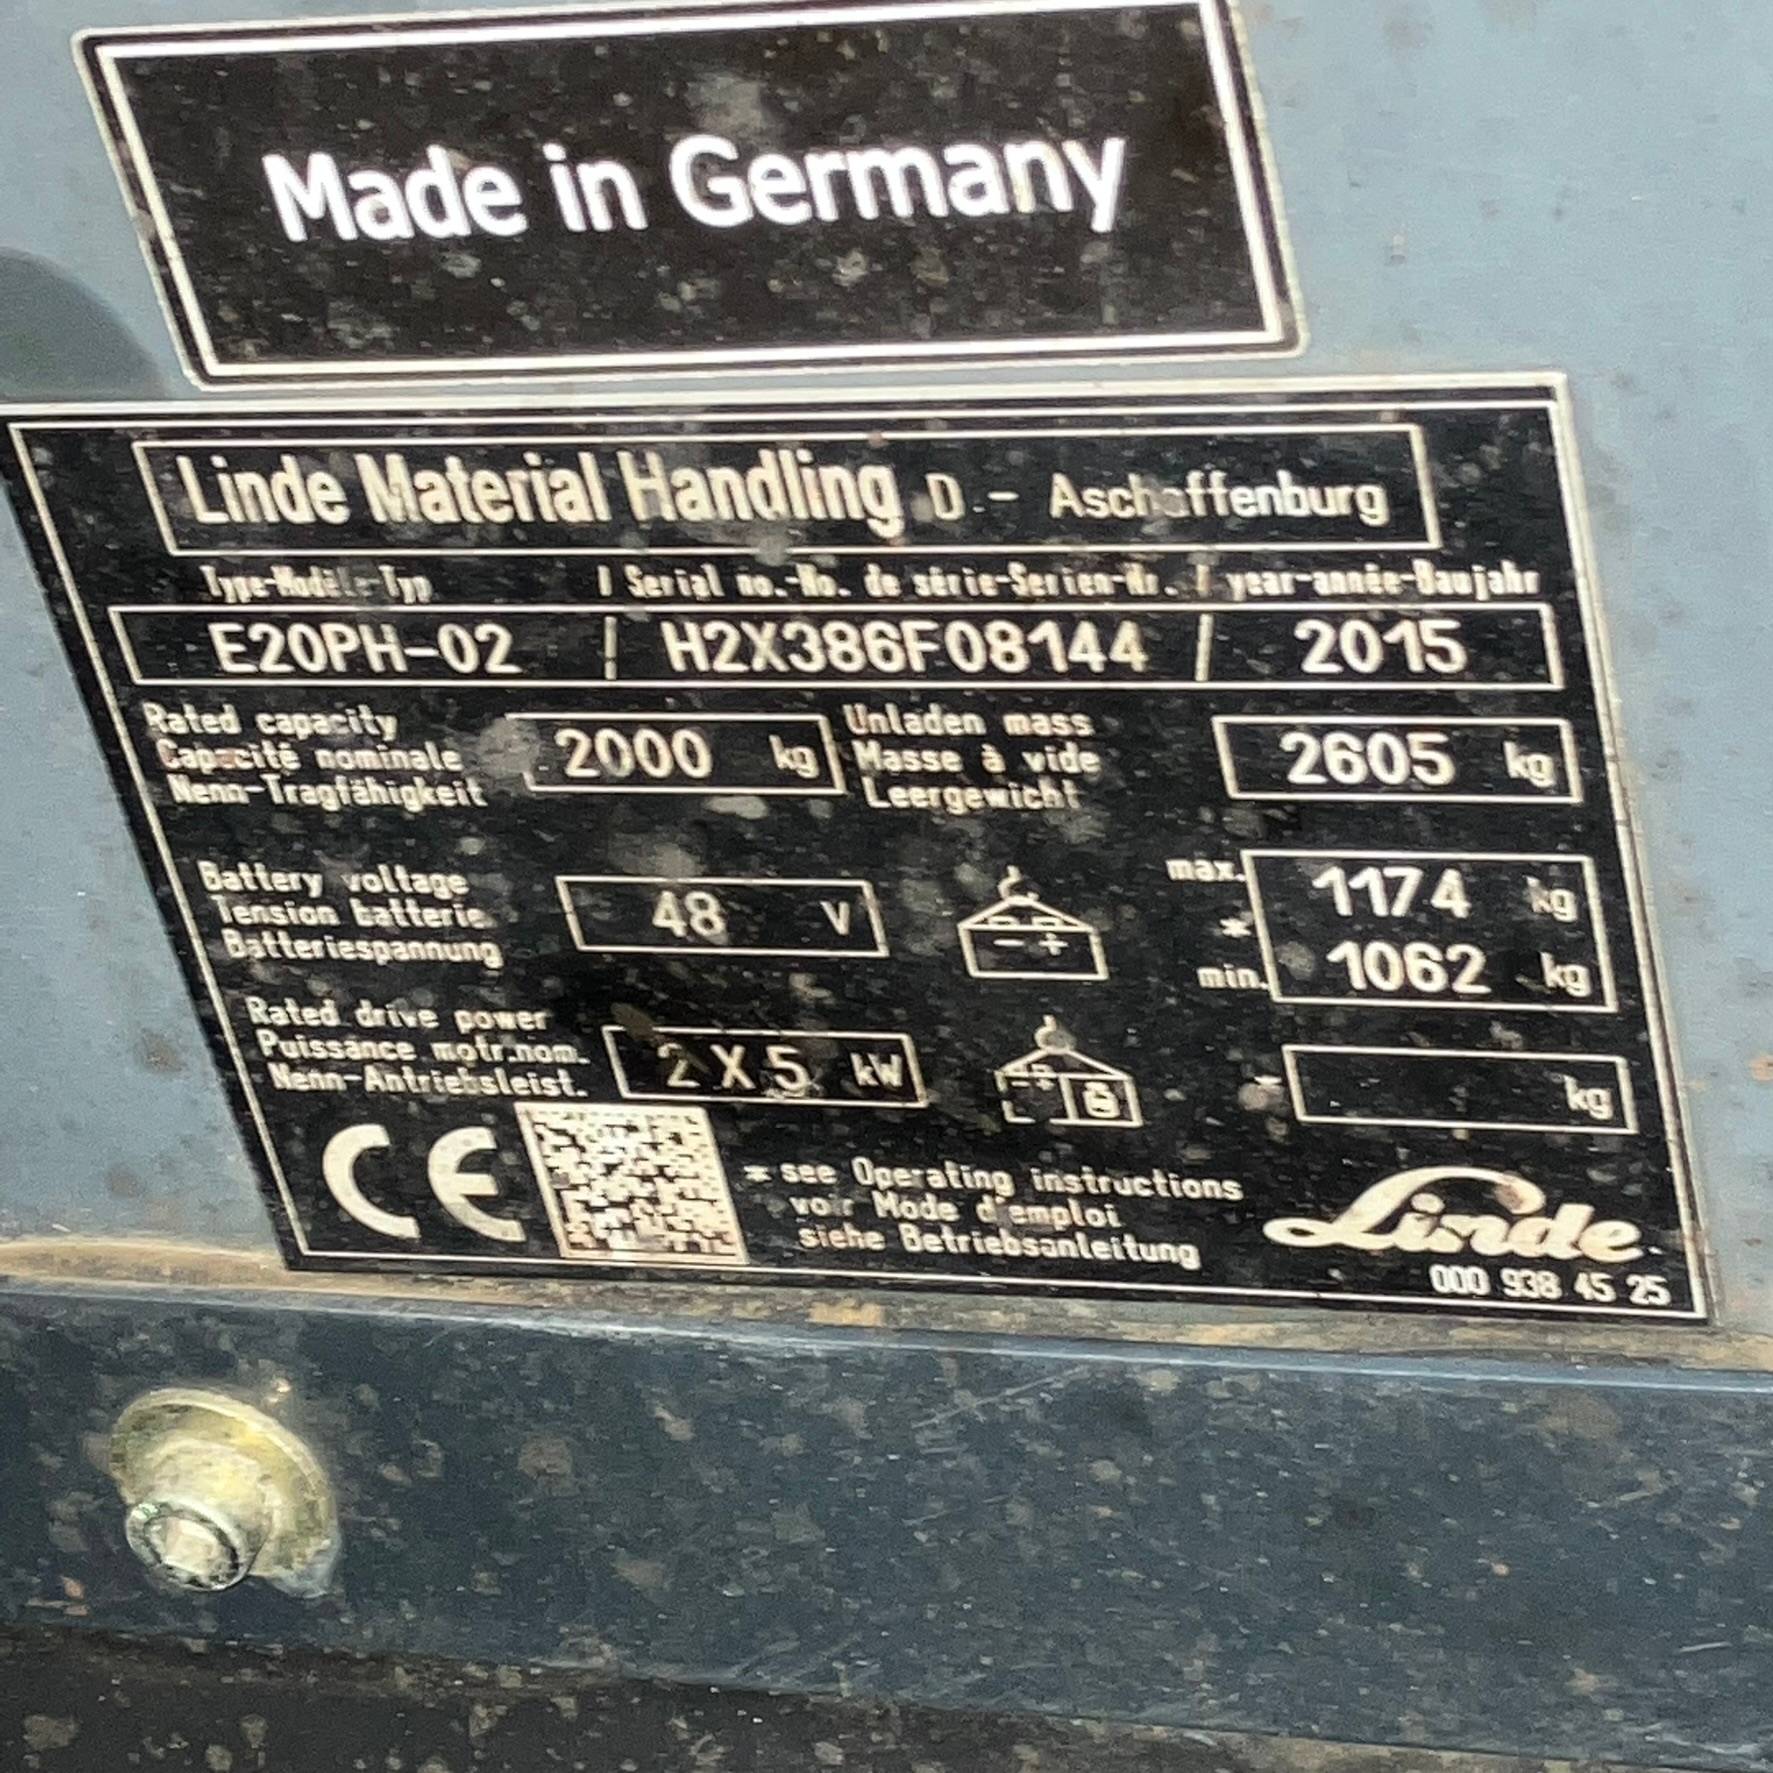 Made in Germany
Linde Material Handling D - Aschaffenburg
Type-Modèle-Typ / Serial no.-No. de série-Serien-Nr. / year-année-Baujahr
E20PH-02 / H2X386F08144 / 2015
Rated capacity
Capacité nominale
Nenn-Tragfähigkeit
2000 kg
Unladen mass
Masse à vide
Leergewicht
2605 kg
Battery voltage
Tension batterie
Batteriespannung
48 V
- +
max. 1174 kg
*
min. 1062 kg
Rated drive power
Puissance motr.nom.
Nenn-Antriebsleist.
2 X 5 kW
- +
* kg
CE
* see Operating instructions
voir Mode d'emploi
siehe Betriebsanleitung
Linde
000 938 45 25